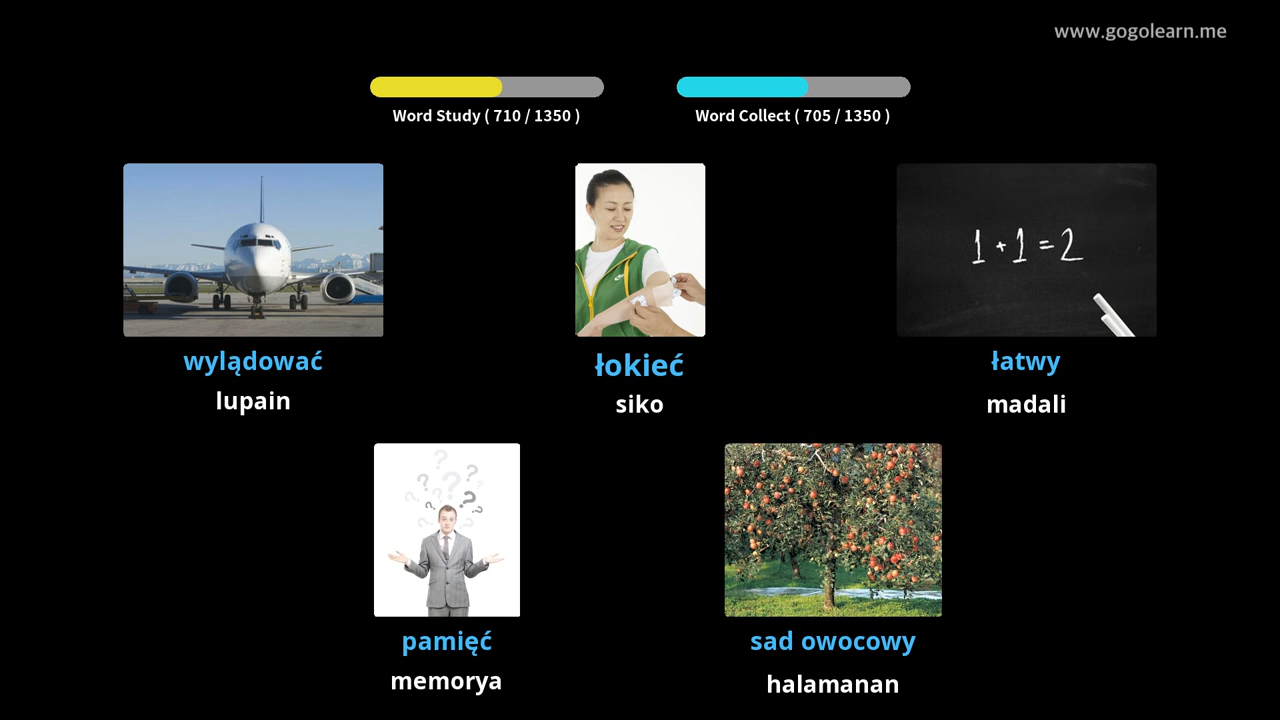 www.gogolearn.me
Word Study ( 710 / 1350 )
Word Collect ( 705 / 1350 )
1 + 1 = 2
wylądować
lupain
łokieć
siko
łatwy
madali
? ? ? ? ? ? ? ? ? ? ?
pamięć
memorya
sad owocowy
halamanan